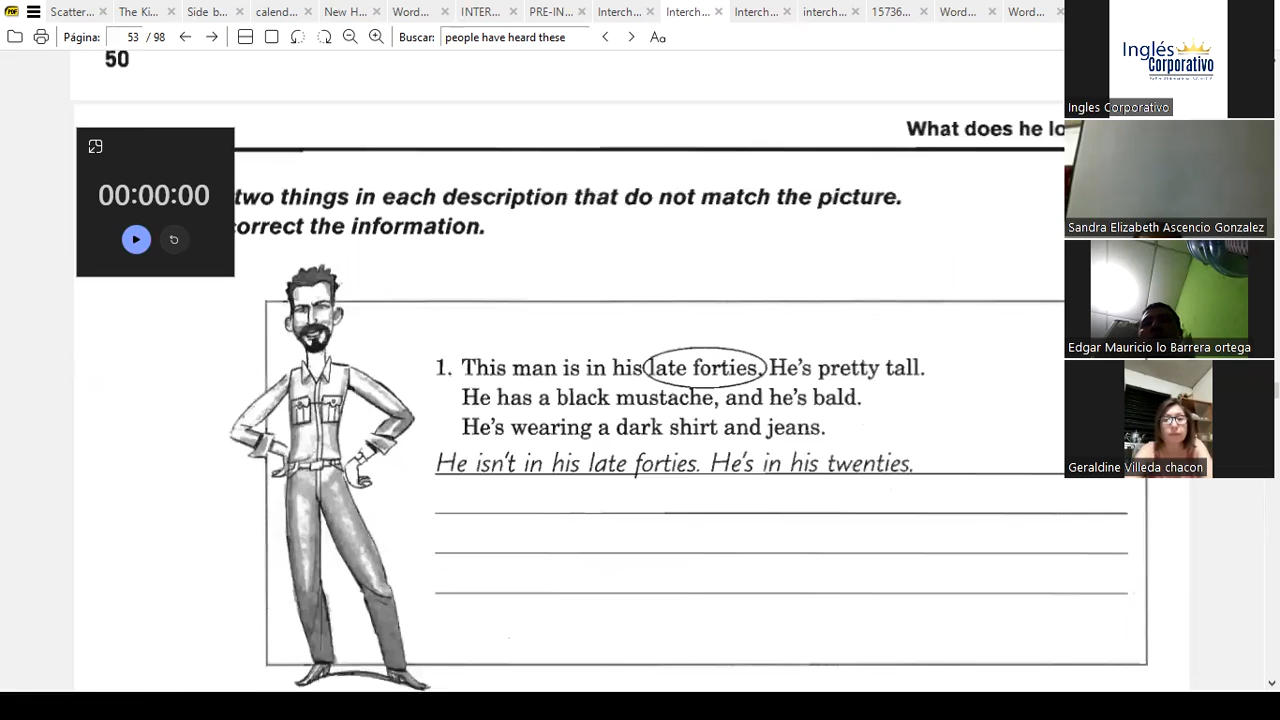 Scatter...
The Ki...
Side b...
calend...
New H...
Word...
INTER...
PRE-IN...
Interch...
Interch...
Interch...
interch...
15736...
Word...
Word...
Página: 53 / 98
Buscar: people have heard these
Aa
50
What does he lo
00:00:00
two things in each description that do not match the picture.
correct the information.
1. This man is in his late forties. He's pretty tall.
He has a black mustache, and he's bald.
He's wearing a dark shirt and jeans.
He isn't in his late forties. He's in his twenties.
Inglés
Corporativo
Ingles Corporativo
Sandra Elizabeth Ascencio Gonzalez
Edgar Mauricio lo Barrera ortega
Geraldine Villeda chacon